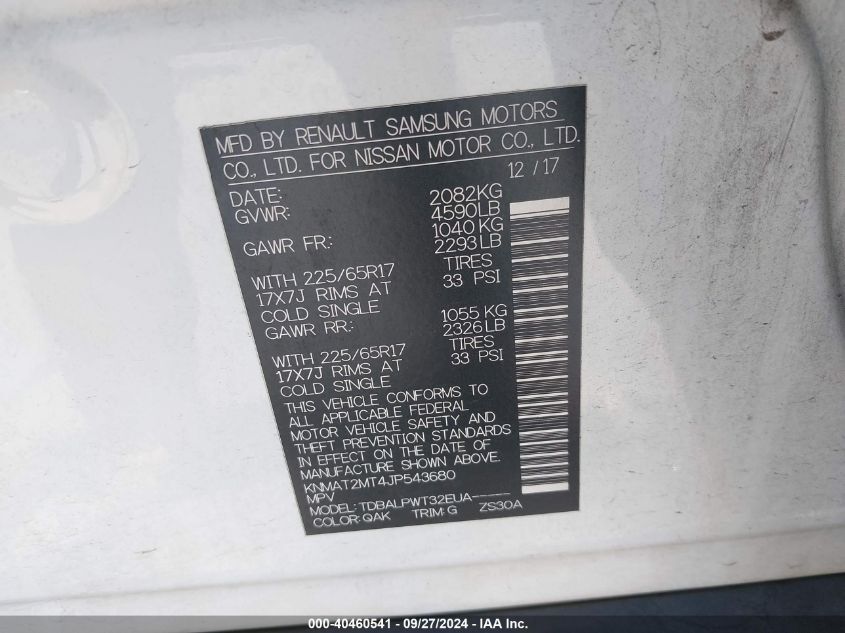 MFD BY RENAULT SAMSUNG MOTORS
CO., LTD. FOR NISSAN MOTOR CO., LTD.
DATE: 12 / 17
GVWR: 2082KG
4590LB
GAWR FR.: 1040KG
2293LB
WITH 225/65R17 TIRES
17X7J RIMS AT 33 PSI
COLD SINGLE
GAWR RR.: 1055 KG
2326LB
WITH 225/65R17 TIRES
17X7J RIMS AT 33 PSI
COLD SINGLE
THIS VEHICLE CONFORMS TO
ALL APPLICABLE FEDERAL
MOTOR VEHICLE SAFETY AND
THEFT PREVENTION STANDARDS
IN EFFECT ON THE DATE OF
MANUFACTURE SHOWN ABOVE.
KNMAT2MT4JP543680
MPV
MODEL: TDBALPWT32EUA-----
COLOR: QAK TRIM: G ZS30A
000-40460541 - 09/27/2024 - IAA Inc.